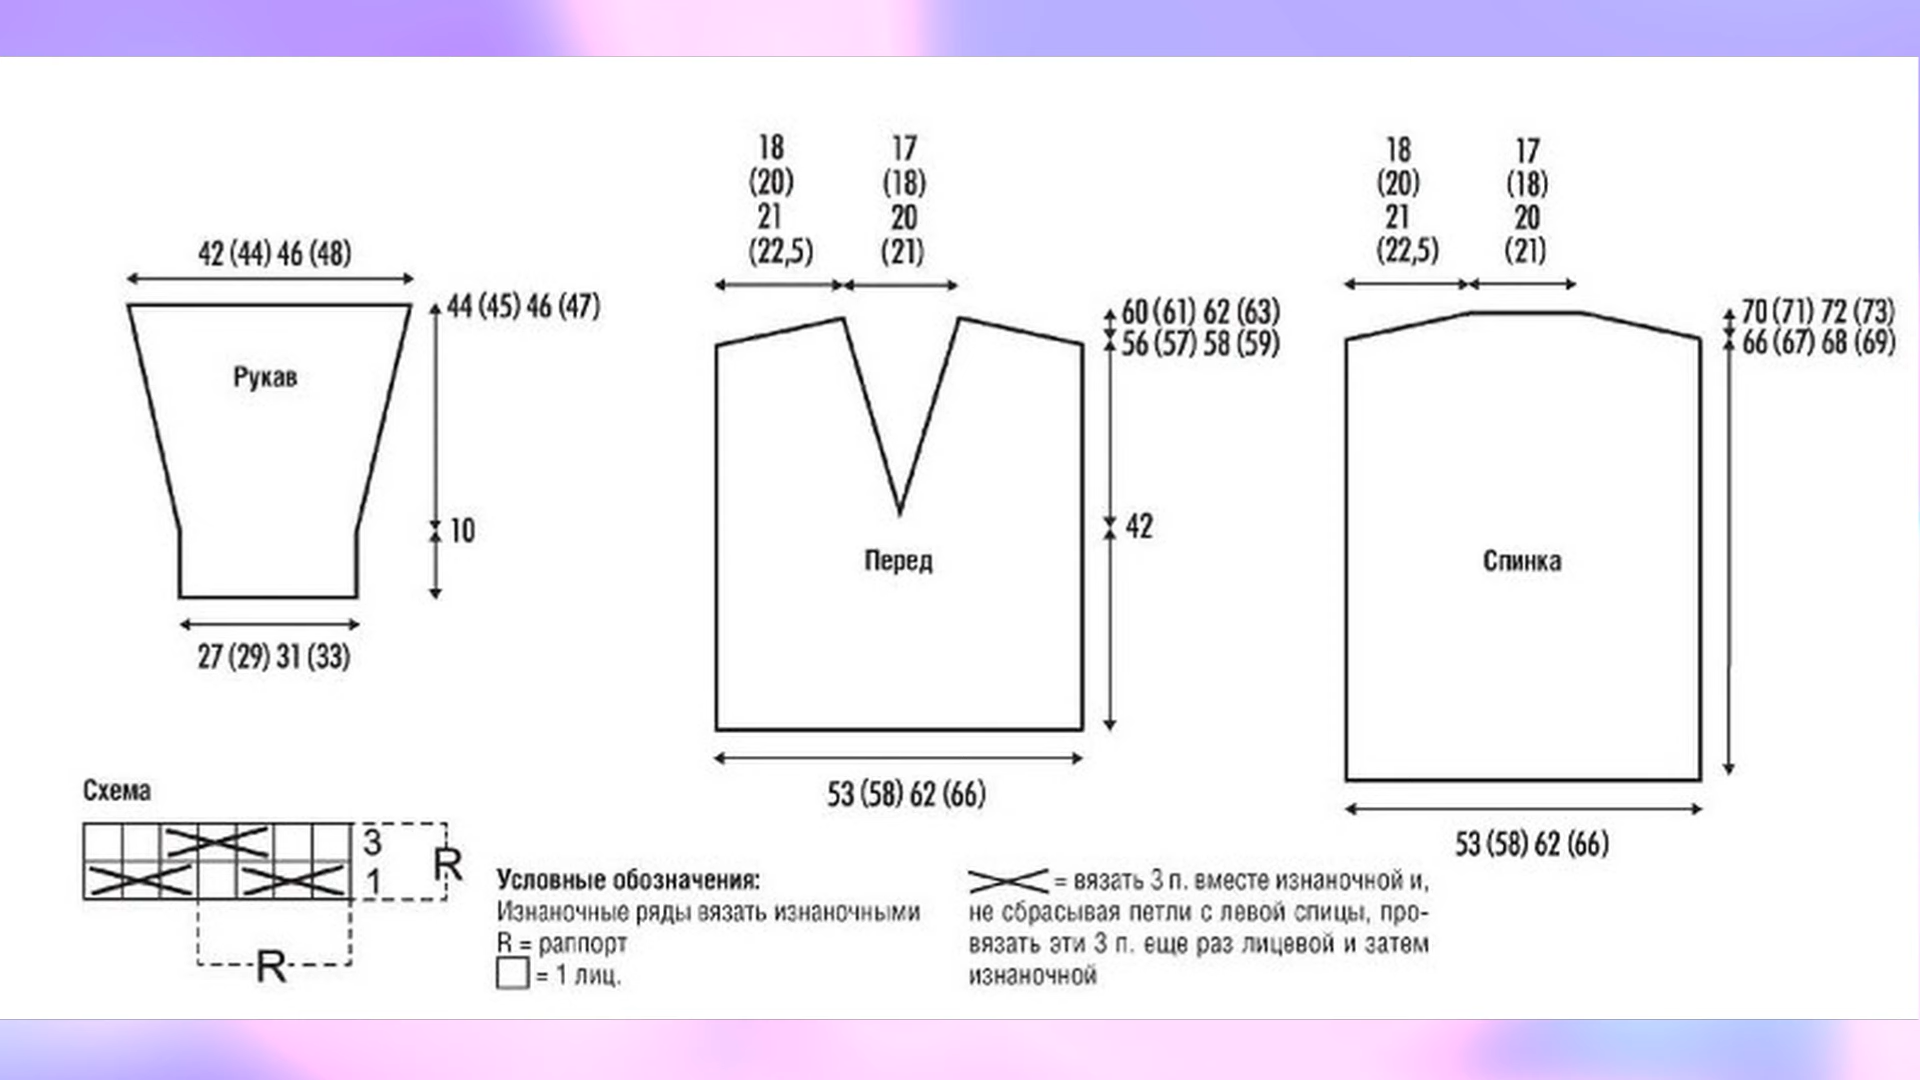 42 (44) 46 (48)
44 (45) 46 (47)
Рукав
10
27 (29) 31 (33)
18
(20)
21
(22,5)
17
(18)
20
(21)
60 (61) 62 (63)
56 (57) 58 (59)
42
Перед
53 (58) 62 (66)
18
(20)
21
(22,5)
17
(18)
20
(21)
70 (71) 72 (73)
66 (67) 68 (69)
Спинка
53 (58) 62 (66)
Схема
3
1
R
R
Условные обозначения:
Изнаночные ряды вязать изнаночными
R = раппорт
= 1 лиц.
= вязать 3 п. вместе изнаночной и,
не сбрасывая петли с левой спицы, про-
вязать эти 3 п. еще раз лицевой и затем
изнаночной